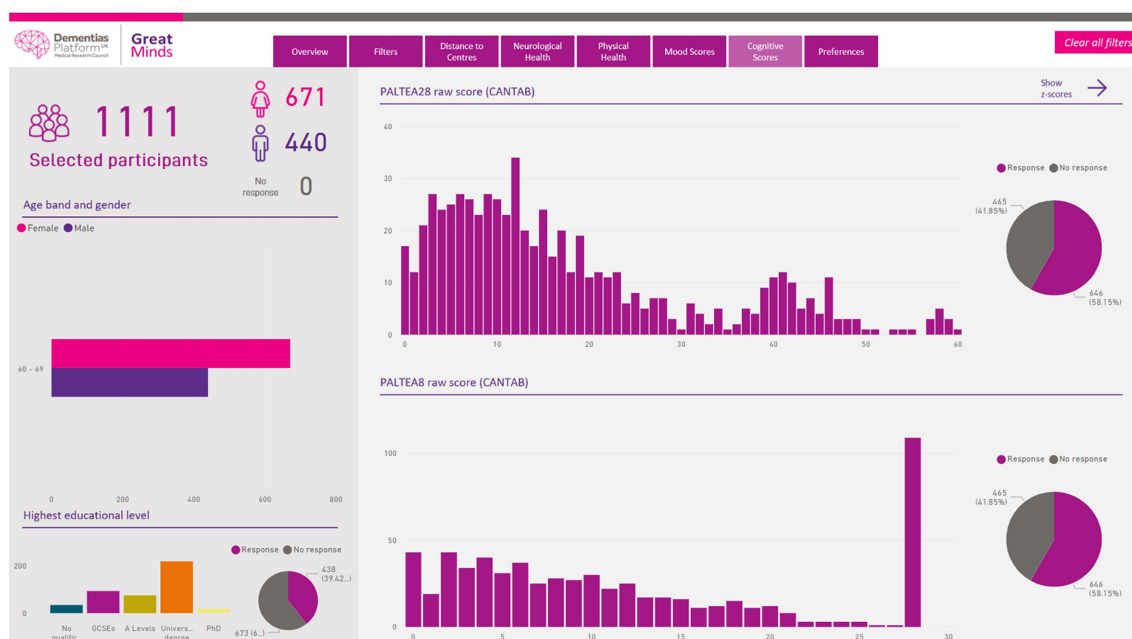 Dementias
Platform UK
Medical Research Council
Great
Minds
Overview
Filters
Distance to
Centres
Neurological
Health
Physical
Health
Mood Scores
Cognitive
Scores
Preferences
Clear all filters
1111
Selected participants
671
440
No
response
0
Age band and gender
Female Male
60 - 69
0 200 400 600 800
Highest educational level
Response No response
200
0
No
qualific...
GCSEs
A Levels
Univers...
degree
PhD
438
(39.42...)
673 (6...)
PALTEA28 raw score (CANTAB)
Show
z-scores
40
30
20
10
0
0 10 20 30 40 50 60
Response No response
465
(41.85%)
646
(58.15%)
PALTEA8 raw score (CANTAB)
100
50
0
0 5 10 15 20 25 30
Response No response
465
(41.85%)
646
(58.15%)